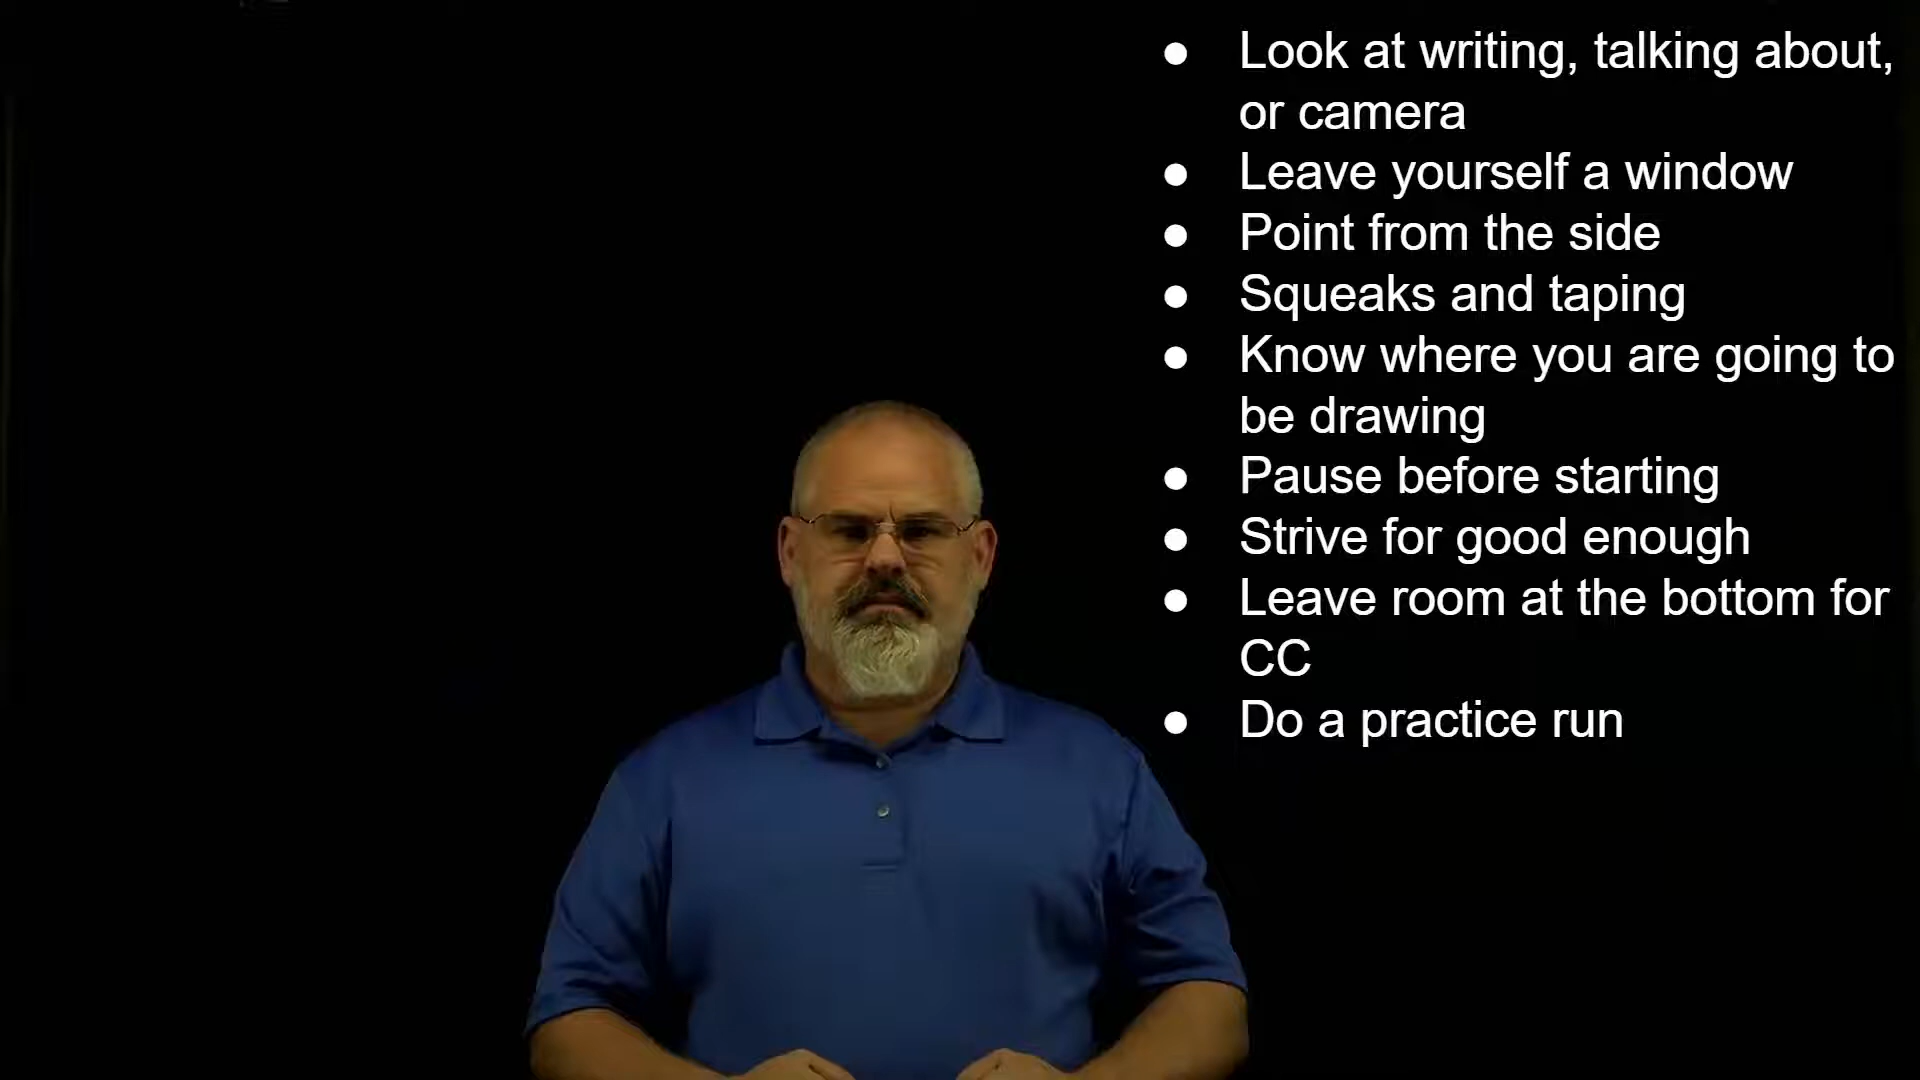 ● Look at writing, talking about,
or camera
● Leave yourself a window
● Point from the side
● Squeaks and taping
● Know where you are going to
be drawing
● Pause before starting
● Strive for good enough
● Leave room at the bottom for
CC
● Do a practice run